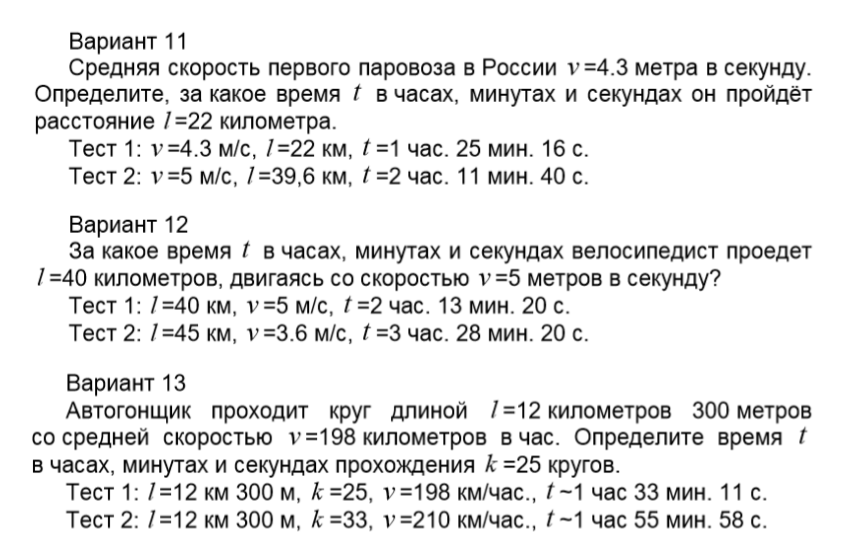 Вариант 11
Средняя скорость первого паровоза в России v=4.3 метра в секунду.
Определите, за какое время t в часах, минутах и секундах он пройдёт
расстояние l=22 километра.
Тест 1: v=4.3 м/с, l=22 км, t=1 час. 25 мин. 16 с.
Тест 2: v=5 м/с, l=39,6 км, t=2 час. 11 мин. 40 с.
Вариант 12
За какое время t в часах, минутах и секундах велосипедист проедет
l=40 километров, двигаясь со скоростью v=5 метров в секунду?
Тест 1: l=40 км, v=5 м/с, t=2 час. 13 мин. 20 с.
Тест 2: l=45 км, v=3.6 м/с, t=3 час. 28 мин. 20 с.
Вариант 13
Автогонщик проходит круг длиной l=12 километров 300 метров
со средней скоростью v=198 километров в час. Определите время t
в часах, минутах и секундах прохождения k=25 кругов.
Тест 1: l=12 км 300 м, k=25, v=198 км/час., t~1 час 33 мин. 11 с.
Тест 2: l=12 км 300 м, k=33, v=210 км/час., t~1 час 55 мин. 58 с.